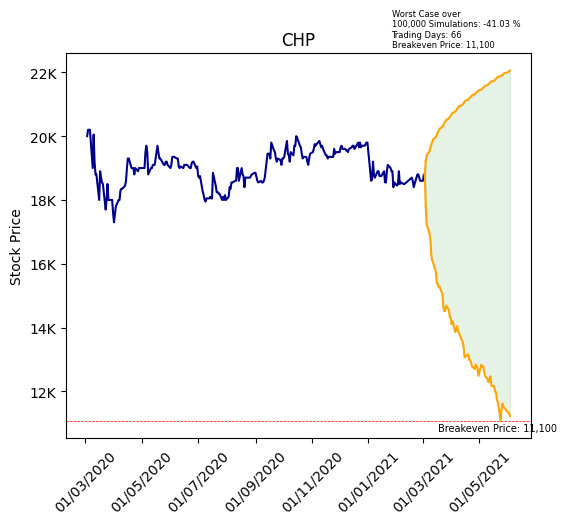 Worst Case over
100,000 Simulations: -41.03 %
Trading Days: 66
Breakeven Price: 11,100
CHP
Stock Price
22K
20K
18K
16K
14K
12K
Breakeven Price: 11,100
01/03/2020
01/05/2020
01/07/2020
01/09/2020
01/11/2020
01/01/2021
01/03/2021
01/05/2021